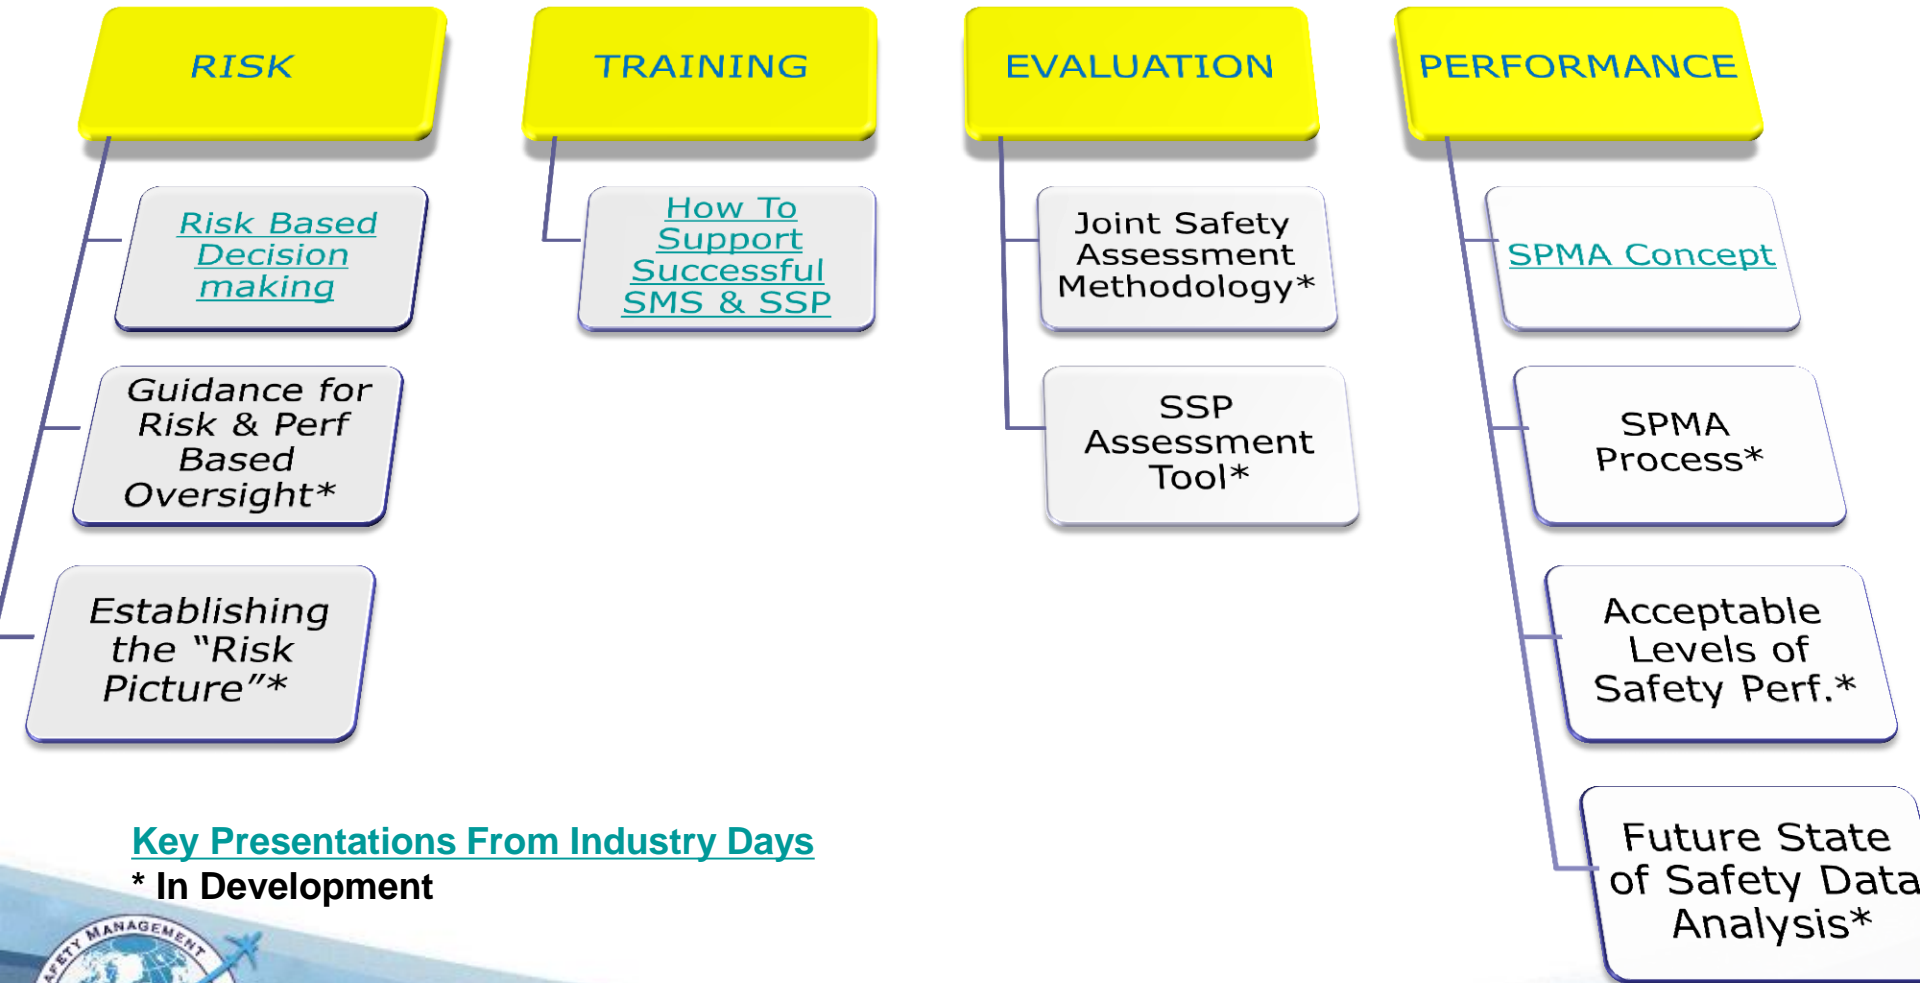 RISK
Risk Based
Decision
making
Guidance for
Risk & Perf
Based
Oversight*
Establishing
the “Risk
Picture”*
TRAINING
How To
Support
Successful
SMS & SSP
EVALUATION
Joint Safety
Assessment
Methodology*
SSP
Assessment
Tool*
PERFORMANCE
SPMA Concept
SPMA
Process*
Acceptable
Levels of
Safety Perf.*
Future State
of Safety Data
Analysis*
Key Presentations From Industry Days
* In Development
SAFETY MANAGEMENT